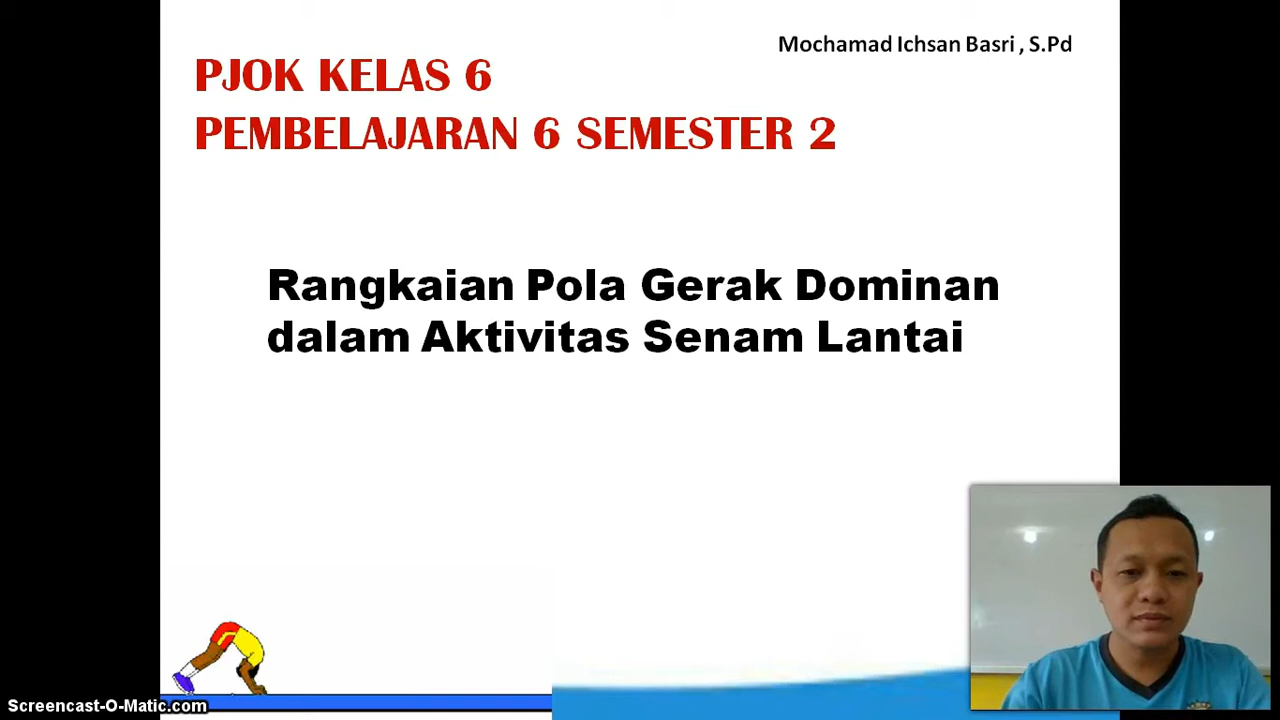 Mochamad Ichsan Basri , S.Pd
PJOK KELAS 6
PEMBELAJARAN 6 SEMESTER 2
Rangkaian Pola Gerak Dominan
dalam Aktivitas Senam Lantai
Screencast-O-Matic.com